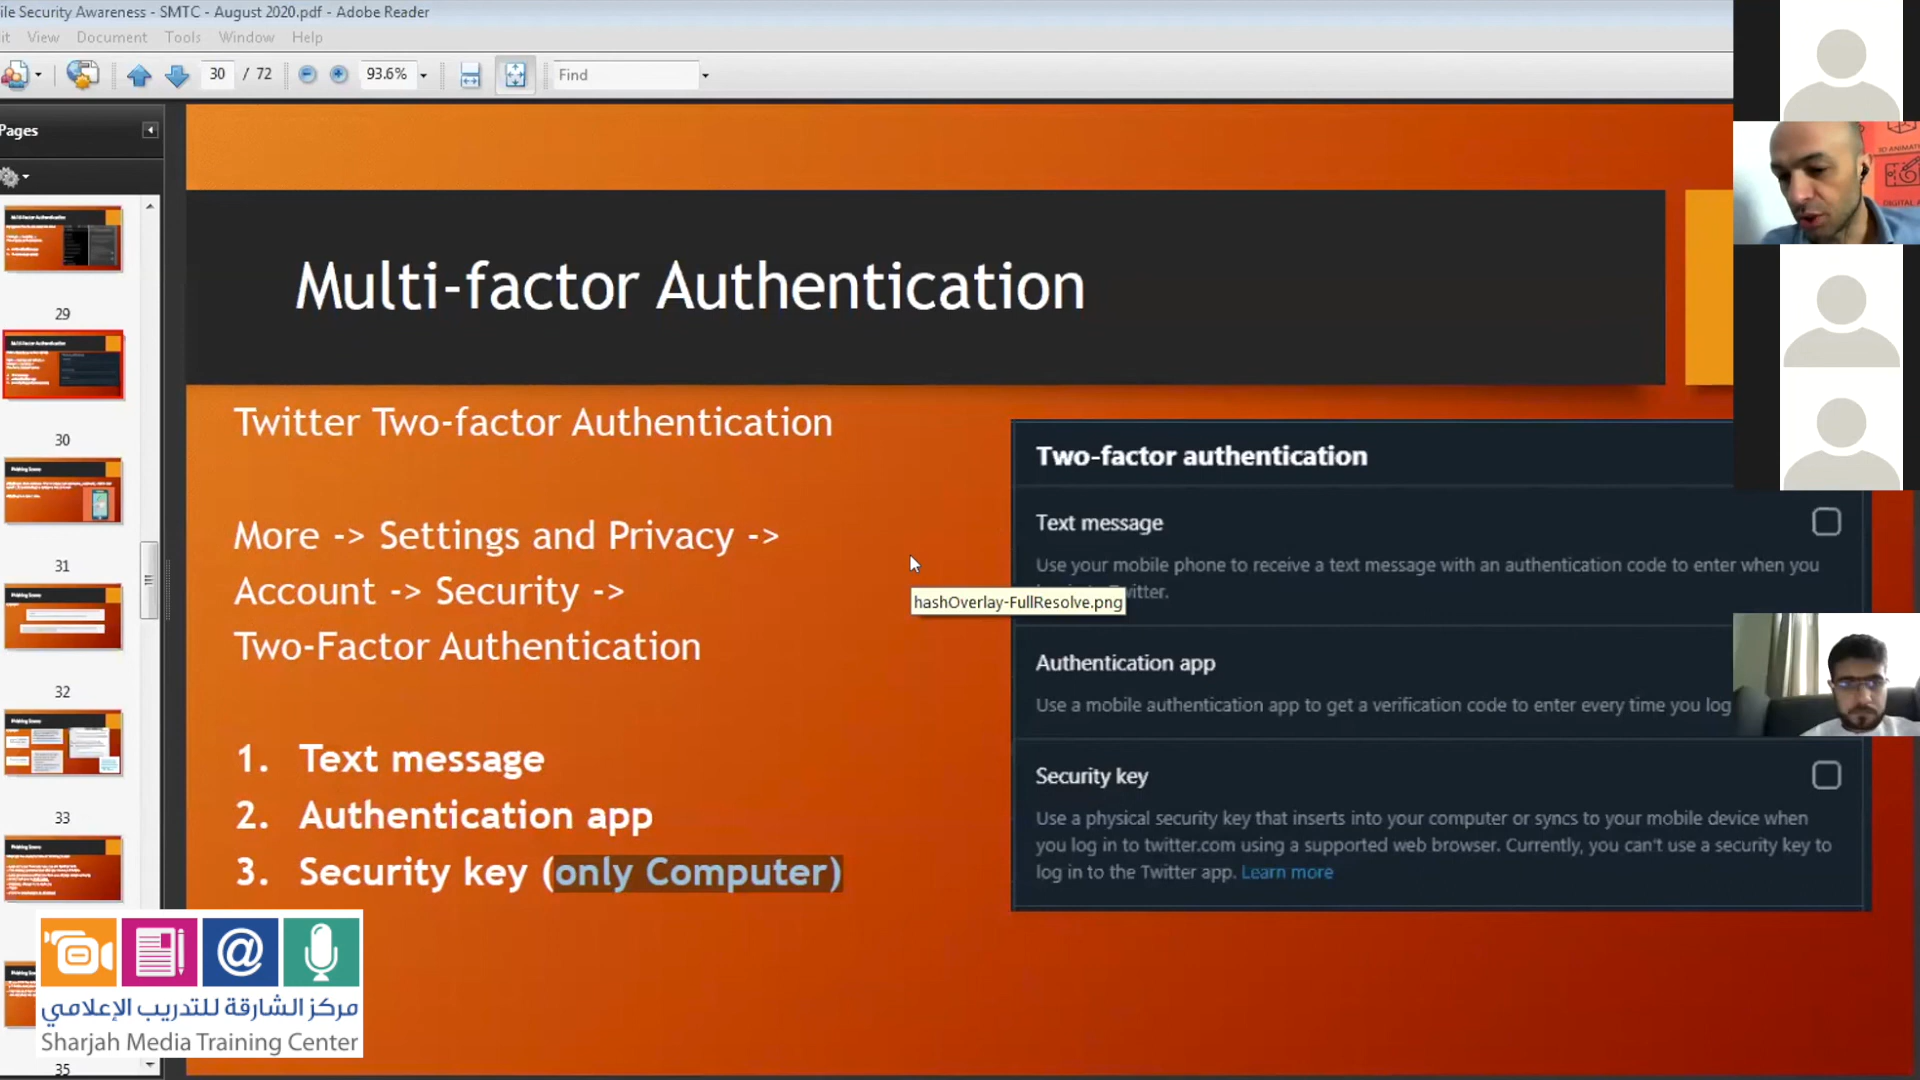 ile Security Awareness - SMTC - August 2020.pdf - Adobe Reader
it View Document Tools Window Help
30 / 72 93.6% Find
Pages
29
30
31
32
33
35
Multi-factor Authentication
Twitter Two-factor Authentication
More -> Settings and Privacy ->
Account -> Security ->
Two-Factor Authentication
1. Text message
2. Authentication app
3. Security key (only Computer)
hashOverlay-FullResolve.png
Two-factor authentication
Text message
Use your mobile phone to receive a text message with an authentication code to enter when you
Twitter.
Authentication app
Use a mobile authentication app to get a verification code to enter every time you log
Security key
Use a physical security key that inserts into your computer or syncs to your mobile device when
you log in to twitter.com using a supported web browser. Currently, you can't use a security key to
log in to the Twitter app. Learn more
3D ANIMAT
DIGITAL A
مركز الشارقة للتدريب الإعلامي
Sharjah Media Training Center